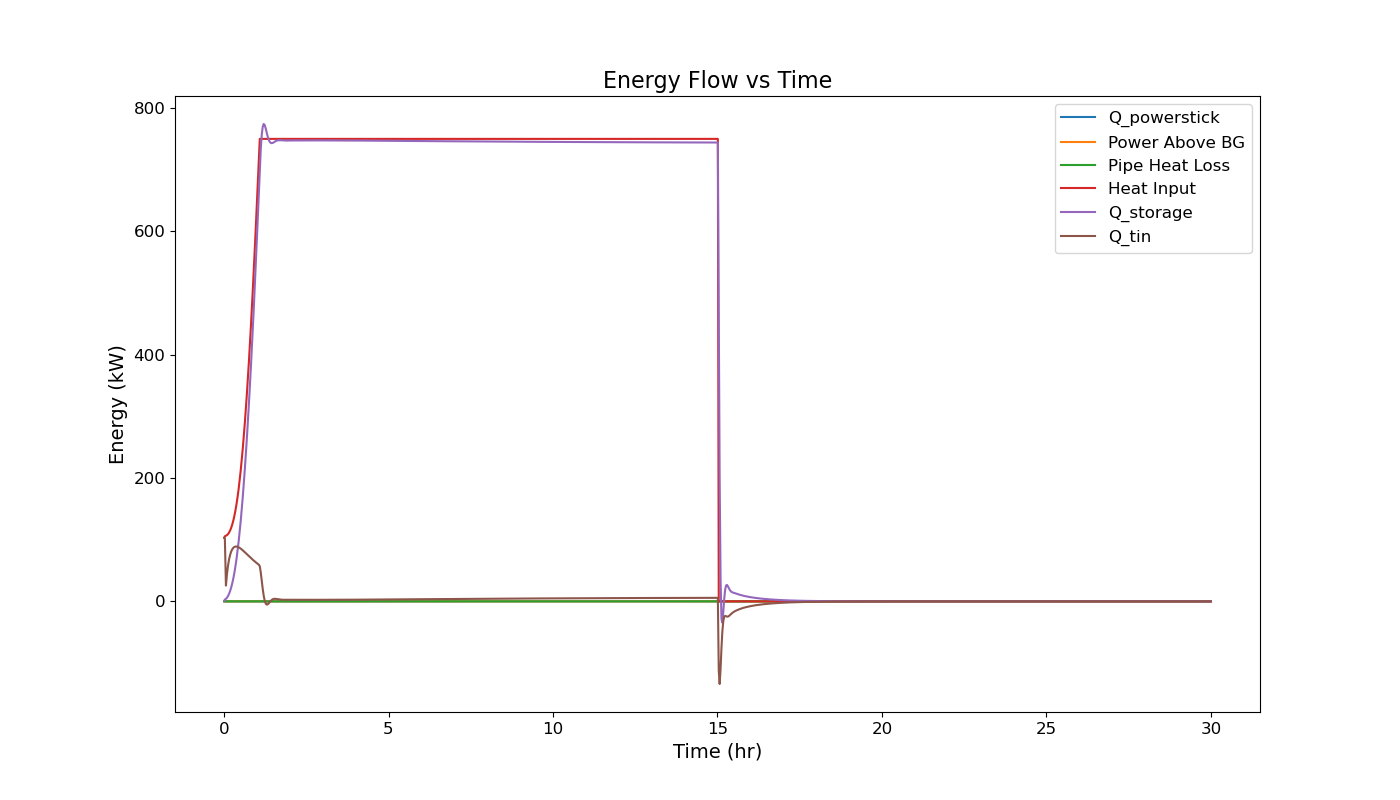 Energy Flow vs Time
Energy (kW)
800
600
400
200
0
0 5 10 15 20 25 30
Time (hr)
Q_powerstick
Power Above BG
Pipe Heat Loss
Heat Input
Q_storage
Q_tin